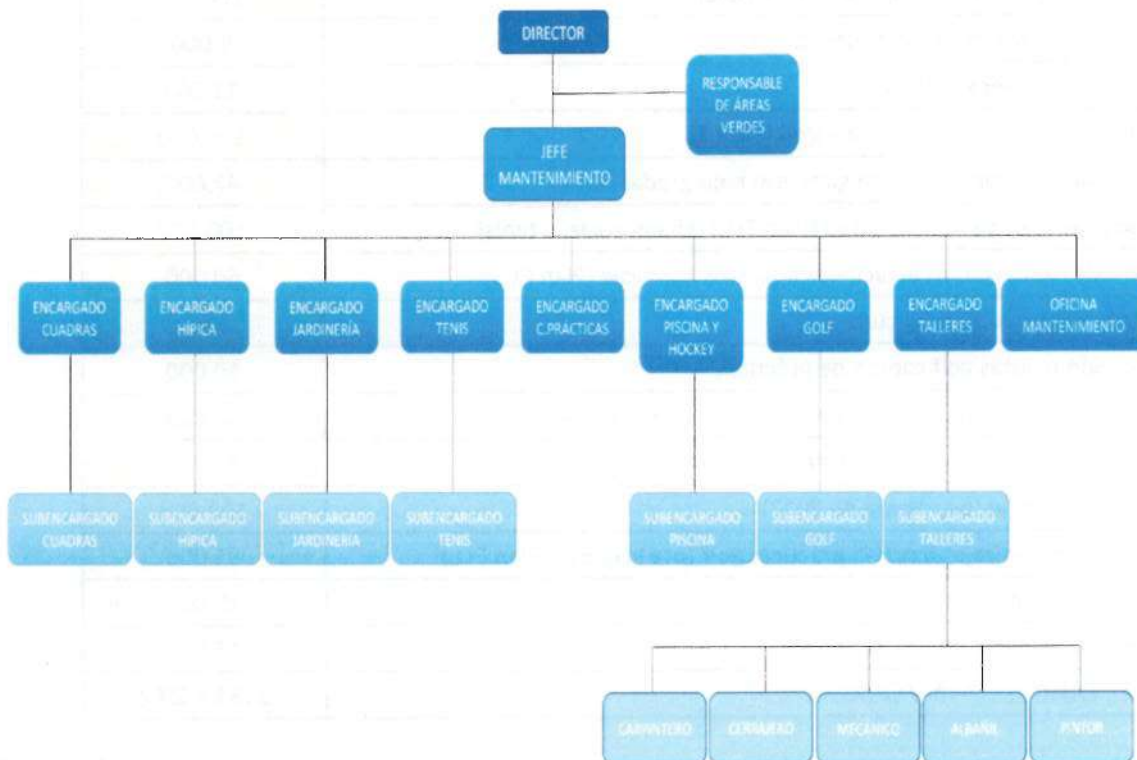 DIRECTOR
RESPONSABLE
DE ÁREAS
VERDES
JEFE
MANTENIMIENTO
ENCARGADO
CUADRAS
ENCARGADO
HÍPICA
ENCARGADO
JARDINERÍA
ENCARGADO
TENIS
ENCARGADO
C.PRÁCTICAS
ENCARGADO
PISCINA Y
HOCKEY
ENCARGADO
GOLF
ENCARGADO
TALLERES
OFICINA
MANTENIMIENTO
SUBENCARGADO
CUADRAS
SUBENCARGADO
HÍPICA
SUBENCARGADO
JARDINERÍA
SUBENCARGADO
TENIS
SUBENCARGADO
PISCINA
SUBENCARGADO
GOLF
SUBENCARGADO
TALLERES
CARPINTERO
CERRAJERO
MECÁNICO
ALBAÑIL
PINTOR